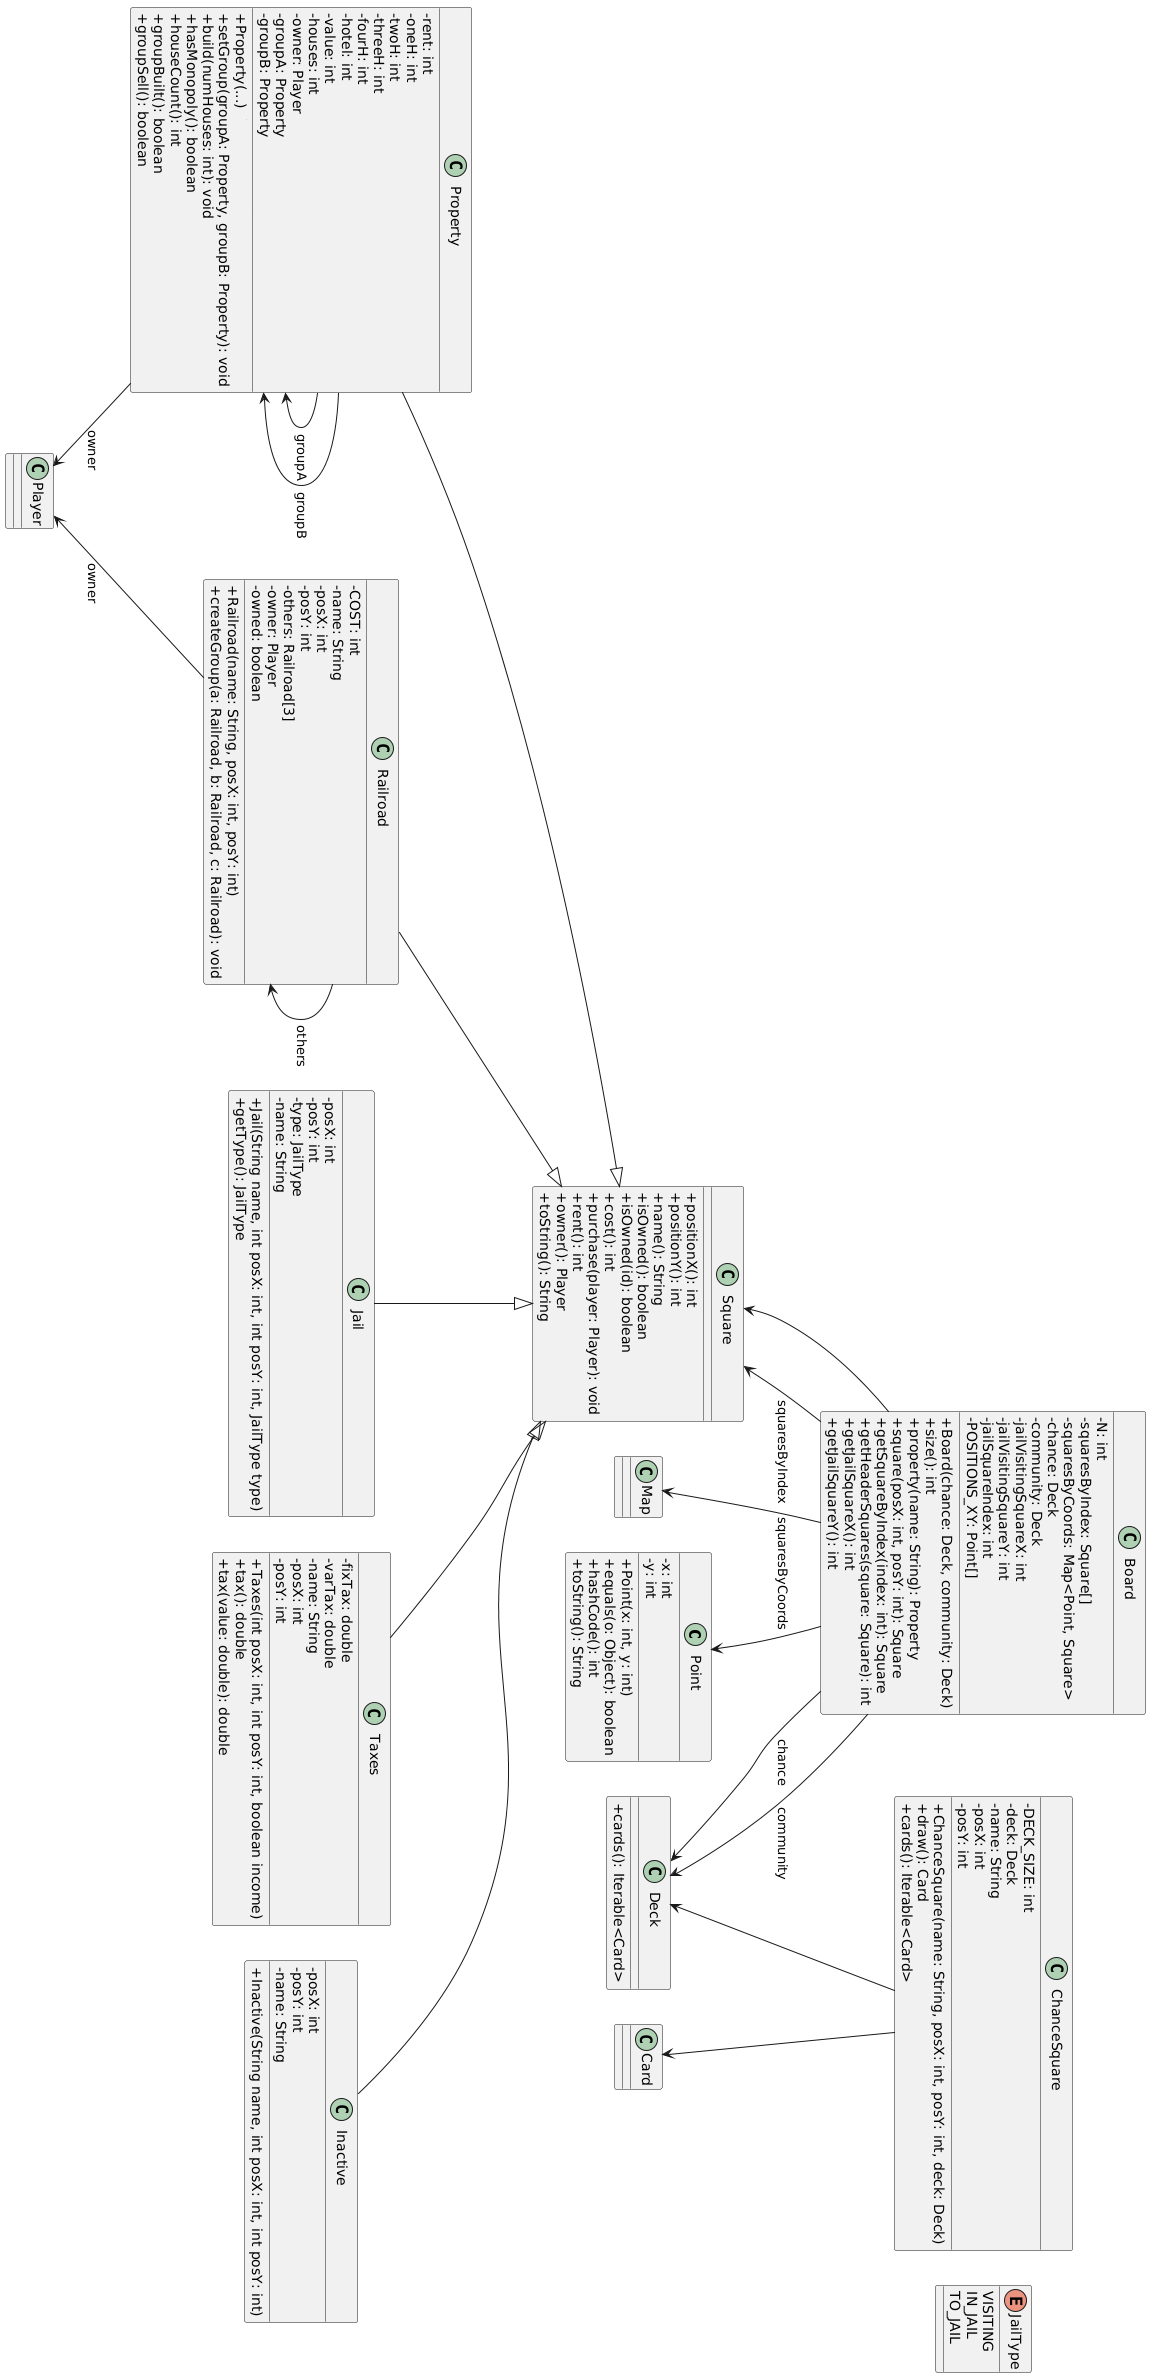 C Property
-rent: int
-oneH: int
-twoH: int
-threeH: int
-fourH: int
-hotel: int
-value: int
-houses: int
-owner: Player
-groupA: Property
-groupB: Property
+Property(...)
+setGroup(groupA: Property, groupB: Property): void
+build(numHouses: int): void
+hasMonopoly(): boolean
+houseCount(): int
+groupBuilt(): boolean
+groupSell(): boolean
groupA
groupB
owner
C Player
owner
C Railroad
-COST: int
-name: String
-posX: int
-posY: int
-others: Railroad[3]
-owner: Player
-owned: boolean
+Railroad(name: String, posX: int, posY: int)
+createGroup(a: Railroad, b: Railroad, c: Railroad): void
others
C Jail
-posX: int
-posY: int
-type: JailType
-name: String
+Jail(String name, int posX: int, int posY: int, JailType type)
+getType(): JailType
C Square
+positionX(): int
+positionY(): int
+name(): String
+isOwned(): boolean
+isOwned(id): boolean
+cost(): int
+purchase(player: Player): void
+rent(): int
+owner(): Player
+toString(): String
C Board
-N: int
-squaresByIndex: Square[]
-squaresByCoords: Map<Point, Square>
-chance: Deck
-community: Deck
-jailVisitingSquareX: int
-jailVisitingSquareY: int
-jailSquareIndex: int
-POSITIONS_XY: Point[]
+Board(chance: Deck, community: Deck)
+size(): int
+property(name: String): Property
+square(posX: int, posY: int): Square
+getSquareByIndex(index: int): Square
+getHeaderSquares(square: Square): int
+getJailSquareX(): int
+getJailSquareY(): int
squaresByIndex
squaresByCoords
chance
community
C Map
C Point
-x: int
-y: int
+Point(x: int, y: int)
+equals(o: Object): boolean
+hashCode(): int
+toString(): String
C Taxes
-fixTax: double
-varTax: double
-name: String
-posX: int
-posY: int
+Taxes(int posX: int, int posY: int, boolean income)
+tax(): double
+tax(value: double): double
C Deck
+cards(): Iterable<Card>
C ChanceSquare
-DECK_SIZE: int
-deck: Deck
-name: String
-posX: int
-posY: int
+ChanceSquare(name: String, posX: int, posY: int, deck: Deck)
+draw(): Card
+cards(): Iterable<Card>
C Card
C Inactive
-posX: int
-posY: int
-name: String
+Inactive(String name, int posX: int, int posY: int)
E JailType
VISITING
IN_JAIL
TO_JAIL